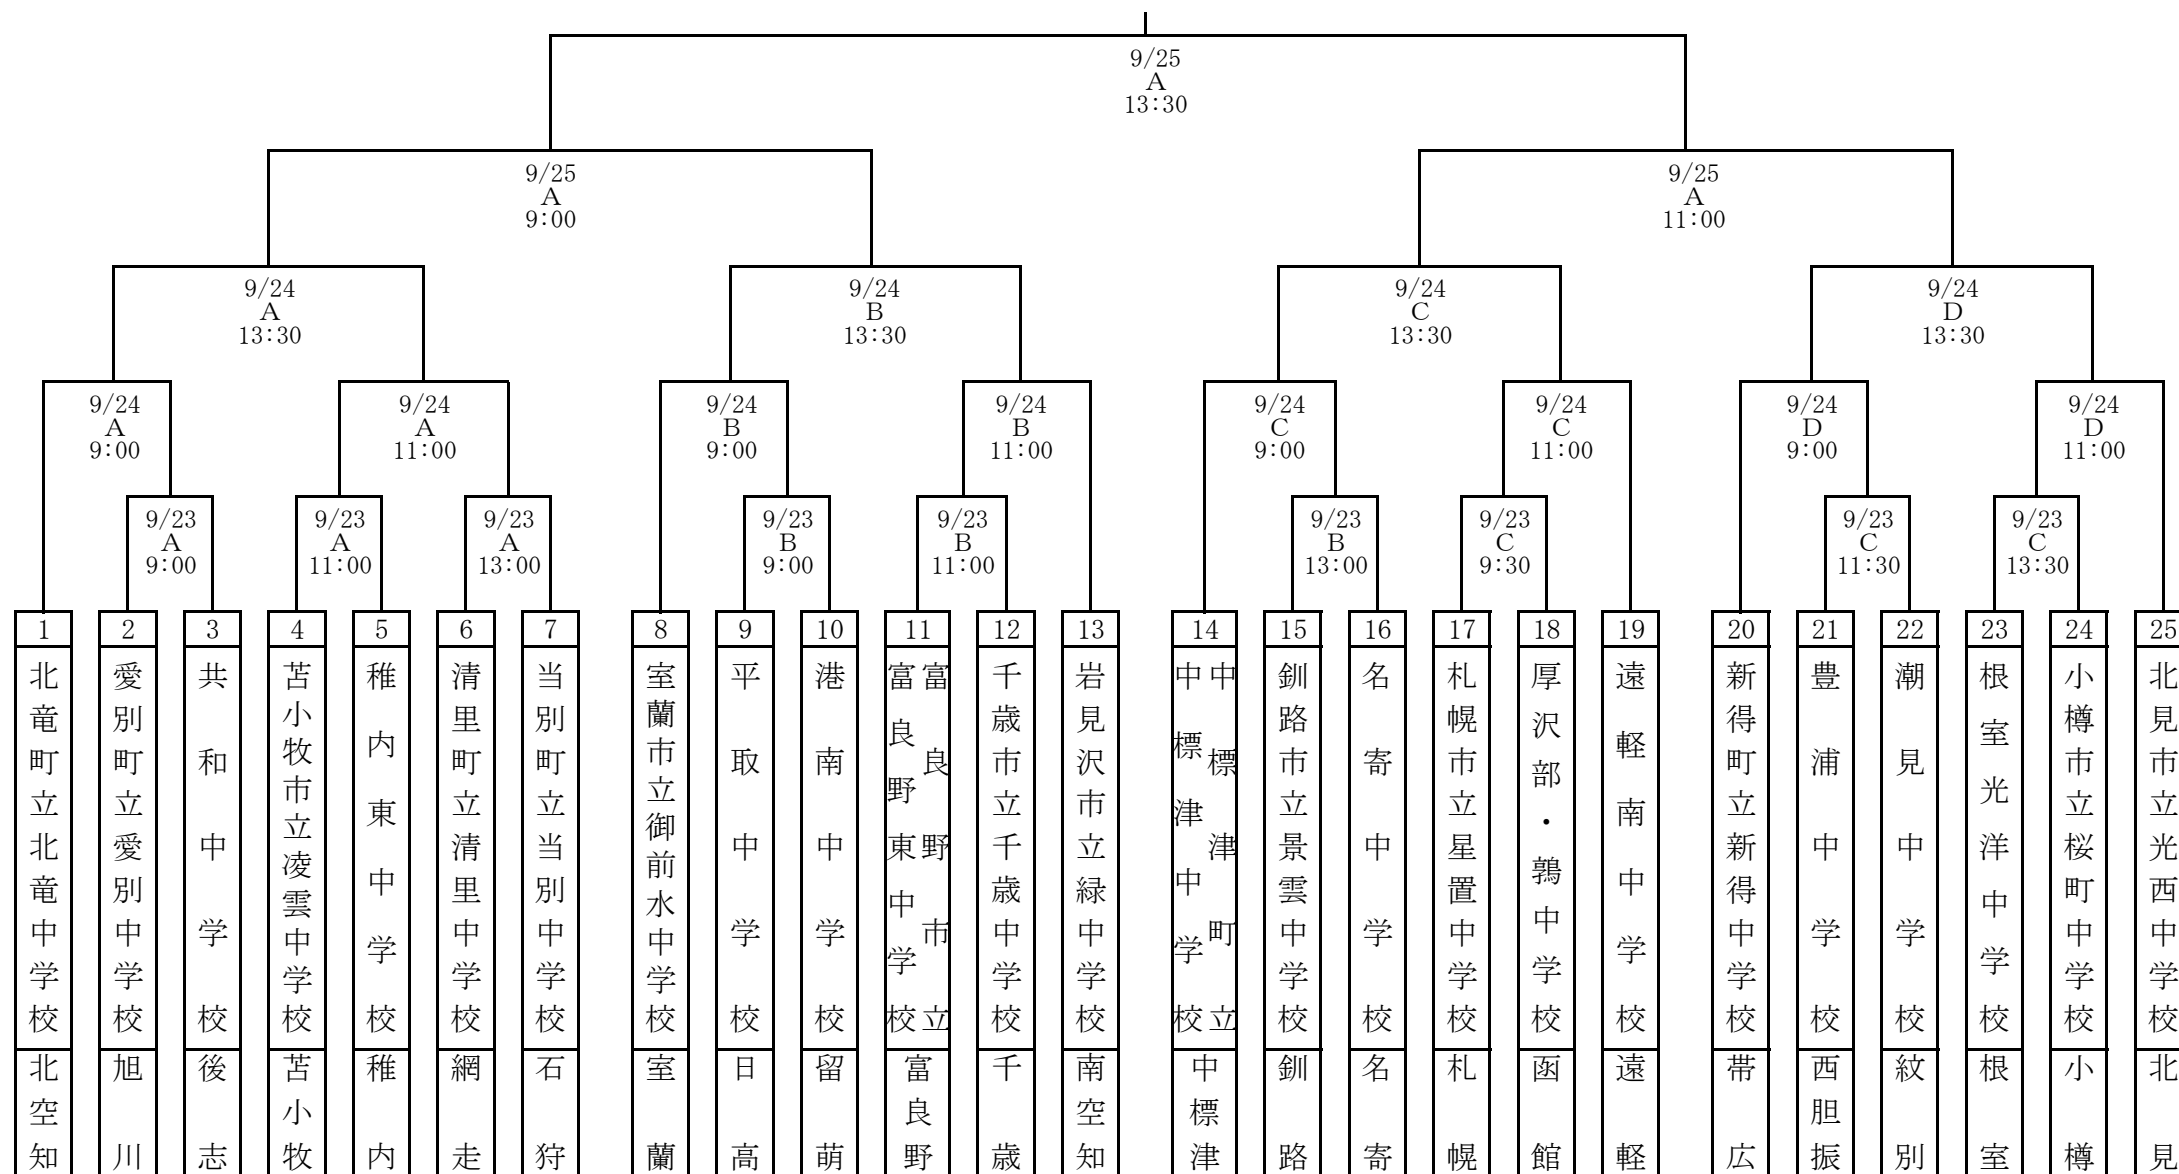 9/25
A
13:30
9/25
A
9:00
9/25
A
11:00
9/24
A
13:30
9/24
B
13:30
9/24
C
13:30
9/24
D
13:30
9/24
A
9:00
9/24
A
11:00
9/24
B
9:00
9/24
B
11:00
9/24
C
9:00
9/24
C
11:00
9/24
D
9:00
9/24
D
11:00
9/23
A
9:00
9/23
A
11:00
9/23
A
13:00
9/23
B
9:00
9/23
B
11:00
9/23
B
13:00
9/23
C
9:30
9/23
C
11:30
9/23
C
13:30
1
北竜町立北竜中学校
北空知
2
愛別町立愛別中学校
旭川
3
共和中学校
後志
4
苫小牧市立凌雲中学校
苫小牧
5
稚内東中学校
稚内
6
清里町立清里中学校
網走
7
当別町立当別中学校
石狩
8
室蘭市立御前水中学校
室蘭
9
平取中学校
日高
10
港南中学校
留萌
11
富良野市立
富良野東中学校
富良野
12
千歳市立千歳中学校
千歳
13
岩見沢市立緑中学校
南空知
14
中標津町立
中標津中学校
中標津
15
釧路市立景雲中学校
釧路
16
名寄中学校
名寄
17
札幌市立星置中学校
札幌
18
厚沢部・鶉中学校
函館
19
遠軽南中学校
遠軽
20
新得町立新得中学校
帯広
21
豊浦中学校
西胆振
22
潮見中学校
紋別
23
根室光洋中学校
根室
24
小樽市立桜町中学校
小樽
25
北見市立光西中学校
北見